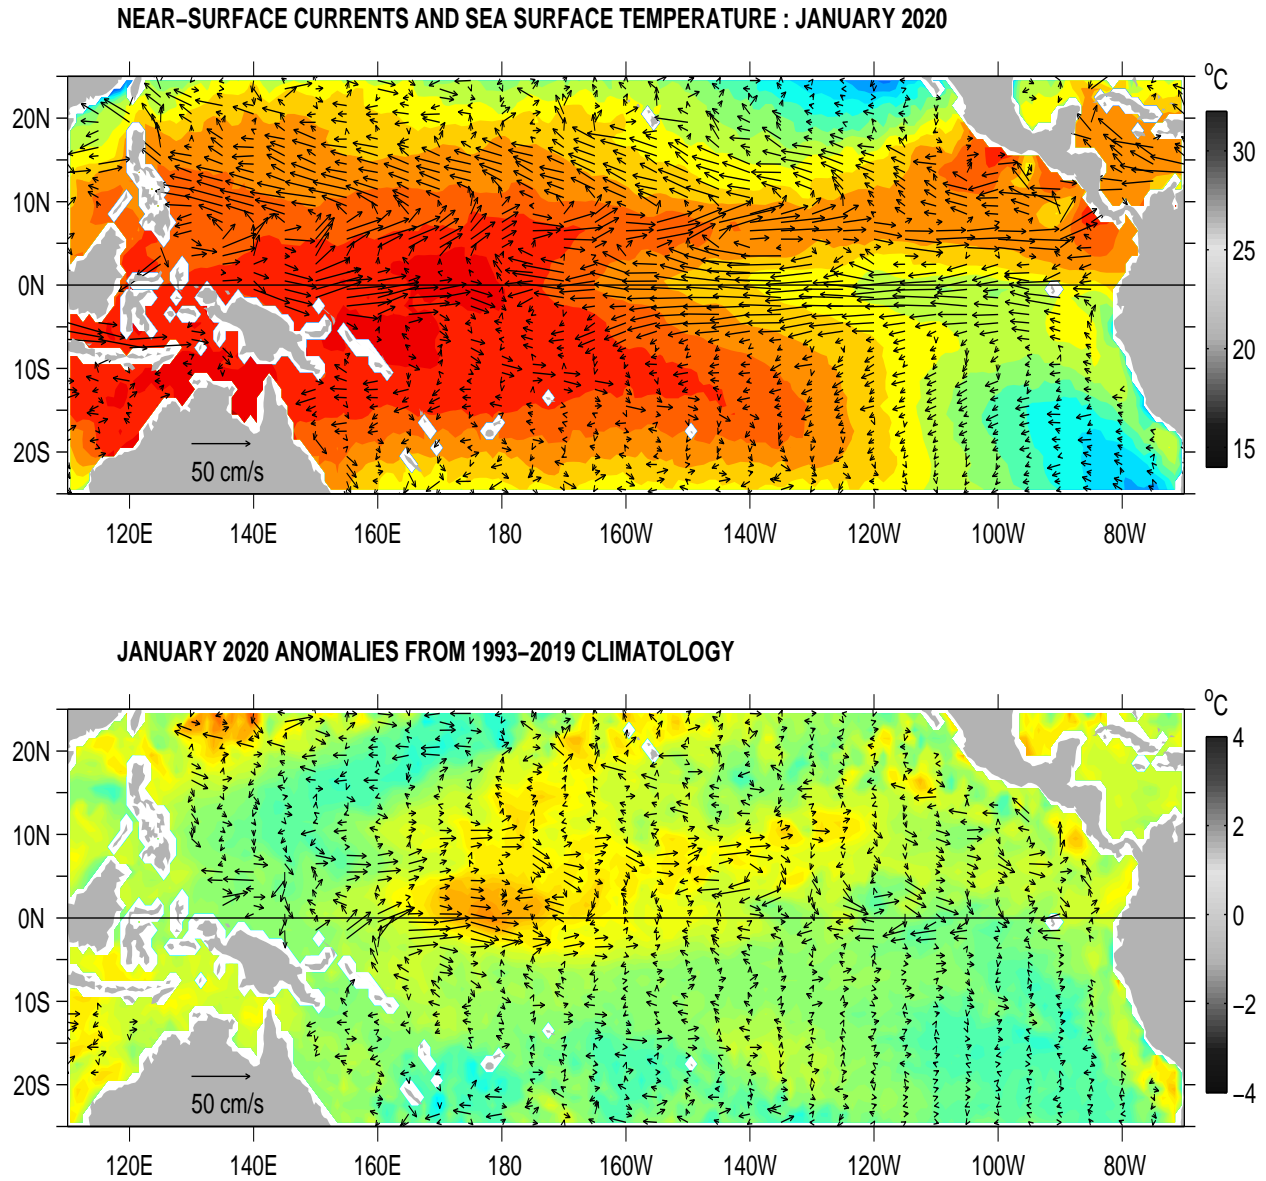 NEAR–SURFACE CURRENTS AND SEA SURFACE TEMPERATURE : JANUARY 2020
oC
20N
10N
0N
10S
20S
30
25
20
15
50 cm/s
120E 140E 160E 180 160W 140W 120W 100W 80W
JANUARY 2020 ANOMALIES FROM 1993–2019 CLIMATOLOGY
oC
20N
10N
0N
10S
20S
4
2
0
–2
–4
50 cm/s
120E 140E 160E 180 160W 140W 120W 100W 80W